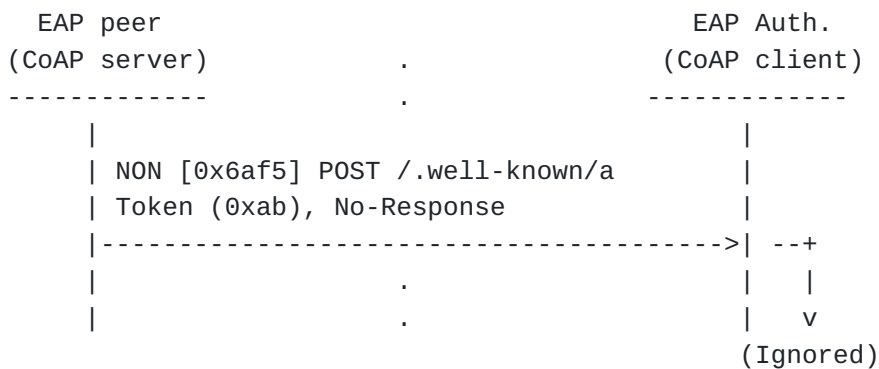 EAP peer                                  EAP Auth.
(CoAP server)            .                (CoAP client)
-------------            .               -------------
     |                                         |
     | NON [0x6af5] POST /.well-known/a        |
     | Token (0xab), No-Response               |
     |---------------------------------------->| --+
     |                   .                     |   |
     |                   .                     |   v
                                               (Ignored)